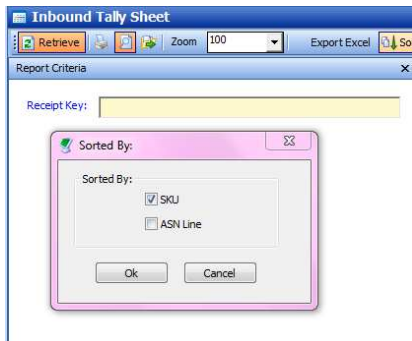 Inbound Tally Sheet
Retrieve Zoom 100 Export Excel So
Report Criteria x
Receipt Key:
Sorted By:
Sorted By:
SKU
ASN Line
Ok Cancel